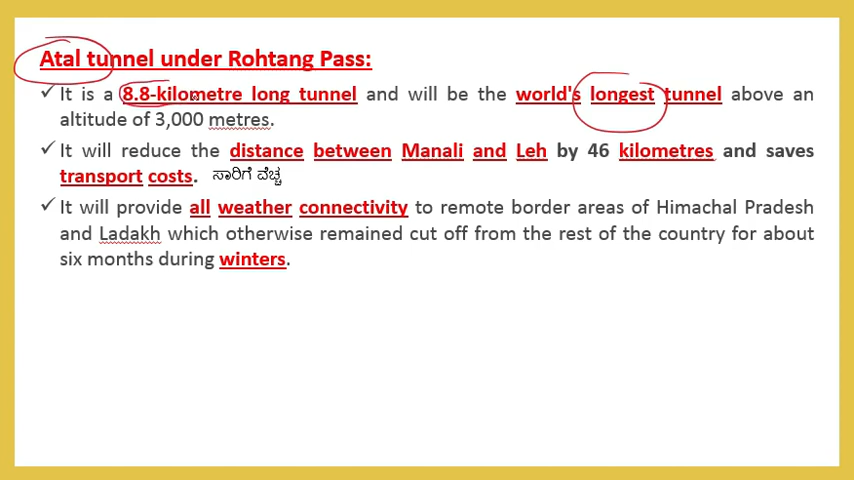 Atal tunnel under Rohtang Pass:
✓ It is a 8.8-kilometre long tunnel and will be the world's longest tunnel above an
altitude of 3,000 metres.
✓ It will reduce the distance between Manali and Leh by 46 kilometres and saves
transport costs. ಸಾರಿಗೆ ವೆಚ್ಚ
✓ It will provide all weather connectivity to remote border areas of Himachal Pradesh
and Ladakh which otherwise remained cut off from the rest of the country for about
six months during winters.